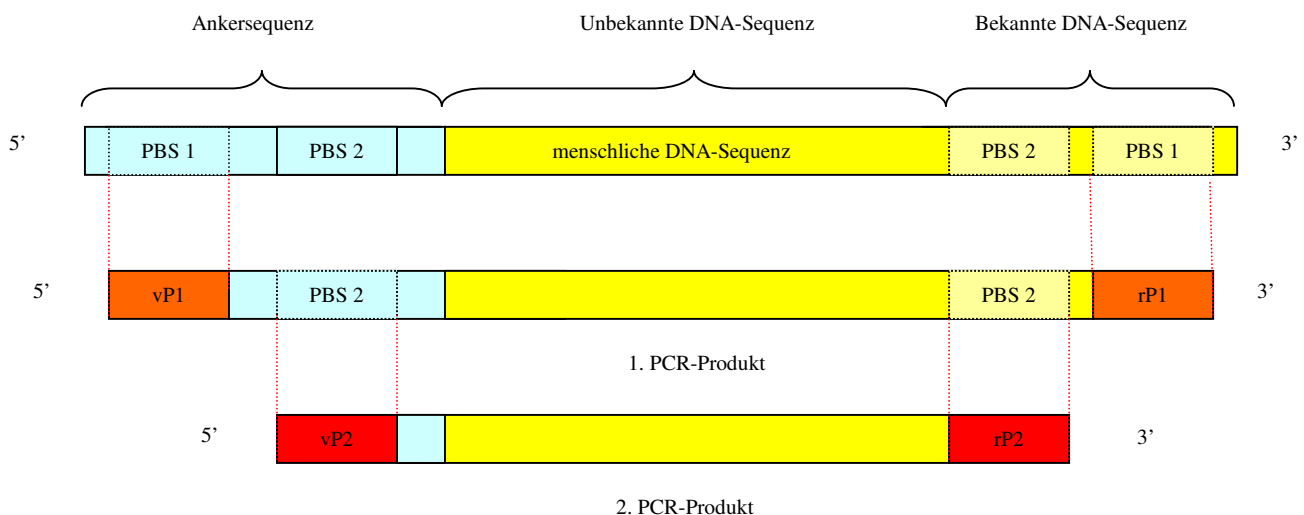 Ankersequenz Unbekannte DNA-Sequenz Bekannte DNA-Sequenz
5’ PBS 1 PBS 2 menschliche DNA-Sequenz PBS 2 PBS 1 3’
5’ vP1 PBS 2 PBS 2 rP1 3’
1. PCR-Produkt
5’ vP2 rP2 3’
2. PCR-Produkt